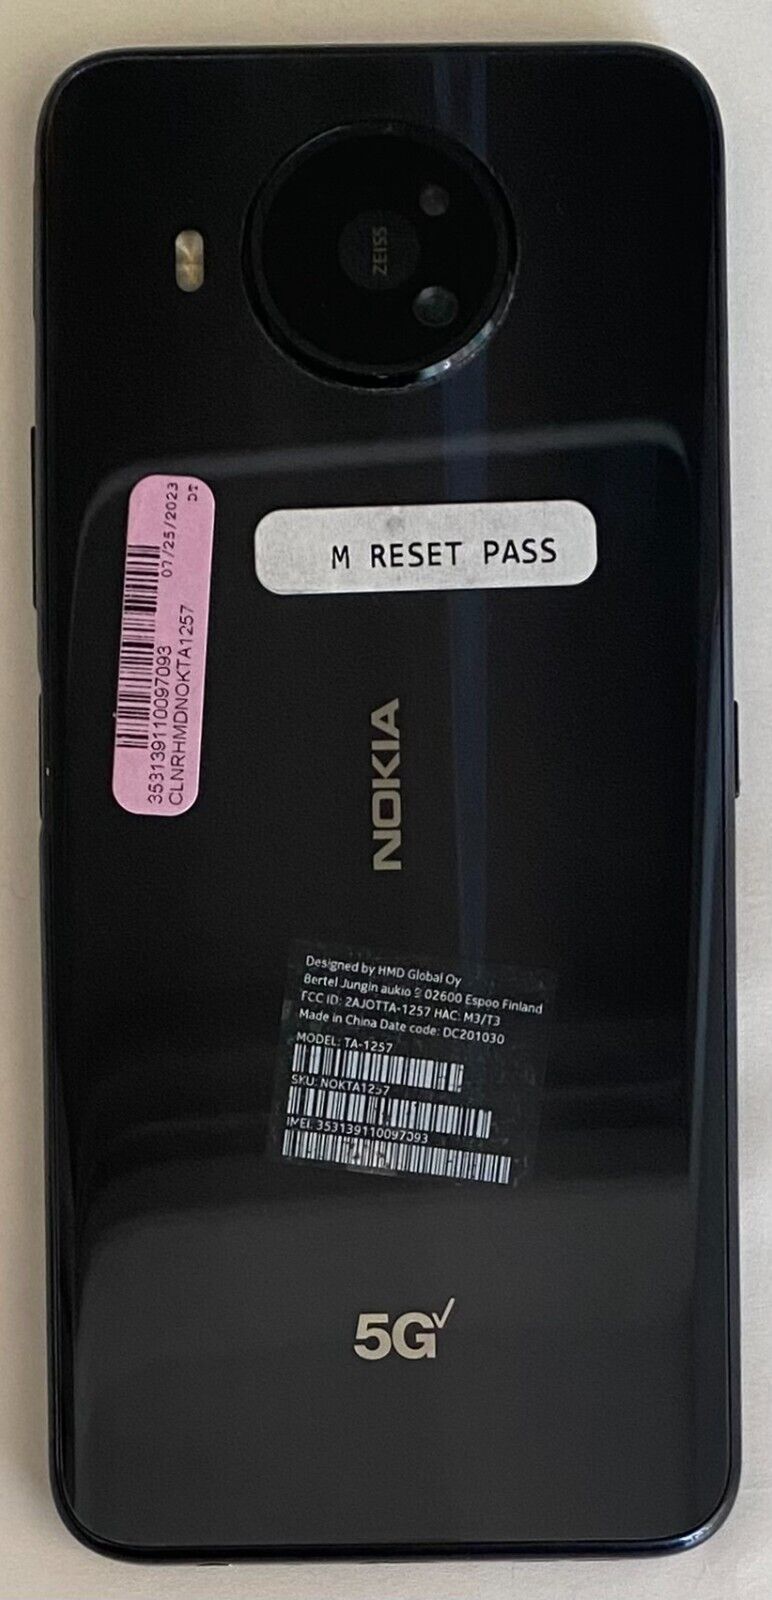 ZEISS
07/25/2023
DT
353139110097093
CLNRHMDNOKTA1257
M RESET PASS
NOKIA
Designed by HMD Global Oy
Bertel Jungin aukio 9 02600 Espoo Finland
FCC ID: 2AJOTTA-1257 HAC: M3/T3
Made in China Date code: DC201030
MODEL: TA-1257
SKU: NOKTA1257
IMEI: 353139110097093
5G